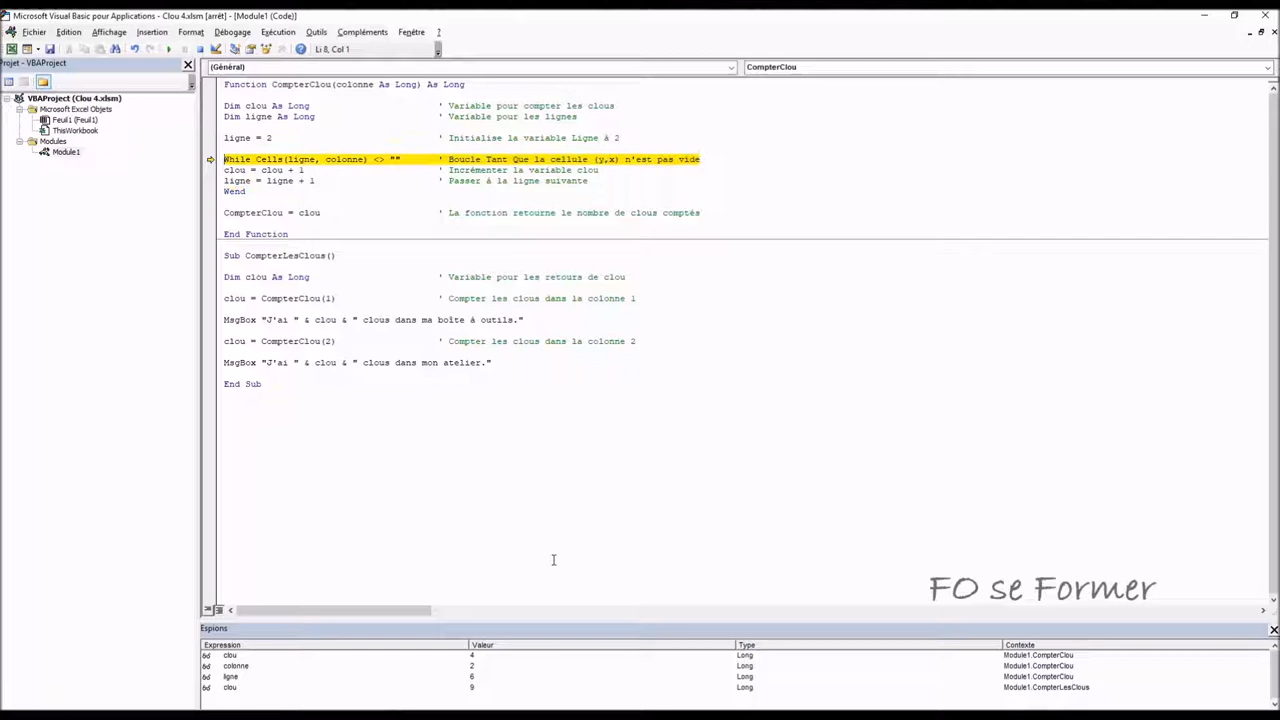 Microsoft Visual Basic pour Applications - Clou 4.xlsm [arrêt] - [Module1 (Code)]
Fichier Edition Affichage Insertion Format Débogage Exécution Outils Compléments Fenêtre ?
Li 8, Col 1
Projet - VBAProject
(Général) CompterClou
VBAProject (Clou 4.xlsm)
Microsoft Excel Objets
Feuil1 (Feuil1)
ThisWorkbook
Modules
Module1
Function CompterClou(colonne As Long) As Long
Dim clou As Long ' Variable pour compter les clous
Dim ligne As Long ' Variable pour les lignes
ligne = 2 ' Initialise la variable Ligne à 2
While Cells(ligne, colonne) <> "" ' Boucle Tant Que la cellule (y,x) n'est pas vide
clou = clou + 1 ' Incrémenter la variable clou
ligne = ligne + 1 ' Passer à la ligne suivante
Wend
CompterClou = clou ' La fonction retourne le nombre de clous comptés
End Function
Sub CompterLesClous()
Dim clou As Long ' Variable pour les retours de clou
clou = CompterClou(1) ' Compter les clous dans la colonne 1
MsgBox "J'ai " & clou & " clous dans ma boîte à outils."
clou = CompterClou(2) ' Compter les clous dans la colonne 2
MsgBox "J'ai " & clou & " clous dans mon atelier."
End Sub
FO se Former
Espions
Expression Valeur Type Contexte
clou 4 Long Module1.CompterClou
colonne 2 Long Module1.CompterClou
ligne 6 Long Module1.CompterClou
clou 9 Long Module1.CompterLesClous